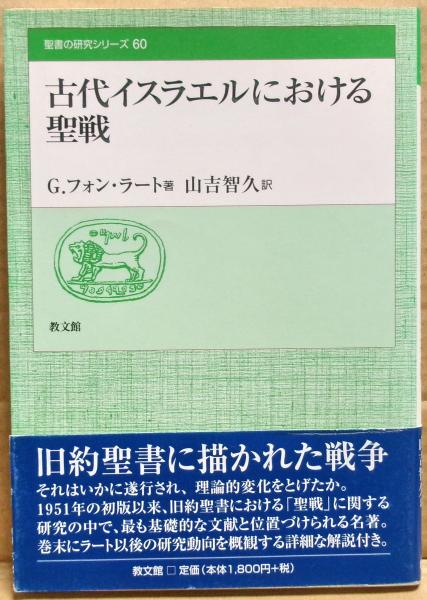 聖書の研究シリーズ 60
古代イスラエルにおける
聖戦
G.フォン・ラート著 山吉智久訳
教文館
旧約聖書に描かれた戦争
それはいかに遂行され、理論的変化をとげたか。
1951年の初版以来、旧約聖書における「聖戦」に関する
研究の中で、最も基礎的な文献と位置づけられる名著。
巻末にラート以後の研究動向を概観する詳細な解説付き。
教文館 □ 定価(本体1,800円+税)